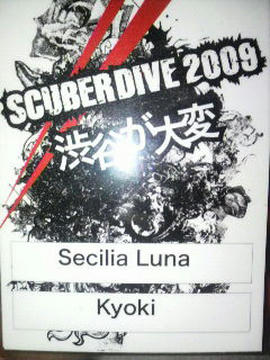 SCUBERDIVE 2009
渋谷が大変
Secilia Luna
Kyoki